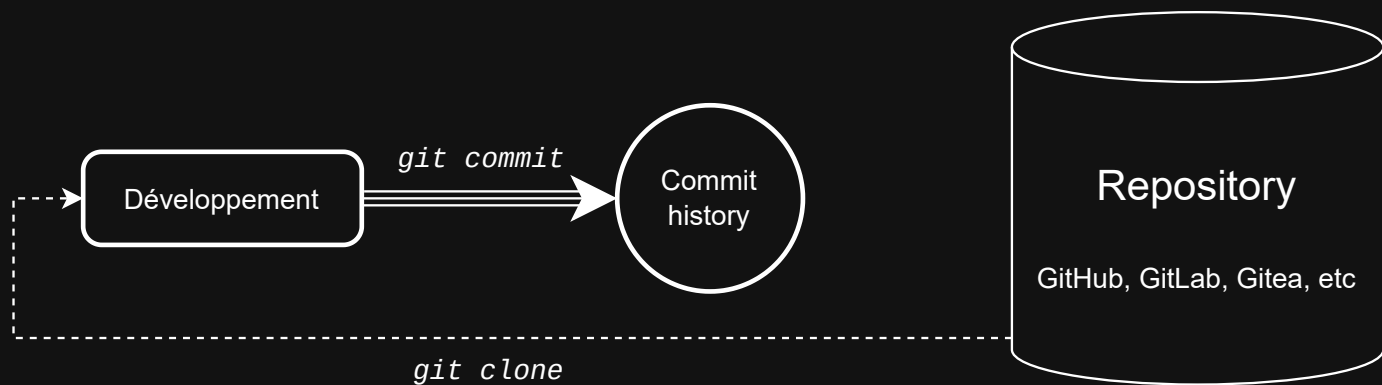 git commit
Développement
Commit
history
Repository
GitHub, GitLab, Gitea, etc
git clone